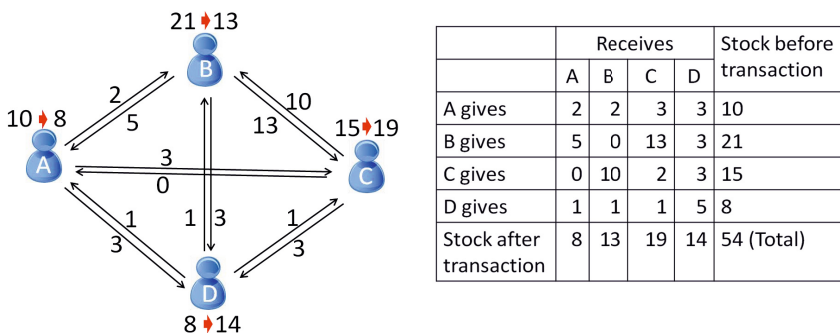 21 13
B
2
5
10
13
10 8
A
15 19
C
3
0
1
3
1 3
1
3
D
8 14
Receives Stock before
A B C D transaction
A gives 2 2 3 3 10
B gives 5 0 13 3 21
C gives 0 10 2 3 15
D gives 1 1 1 5 8
Stock after 8 13 19 14 54 (Total)
transaction